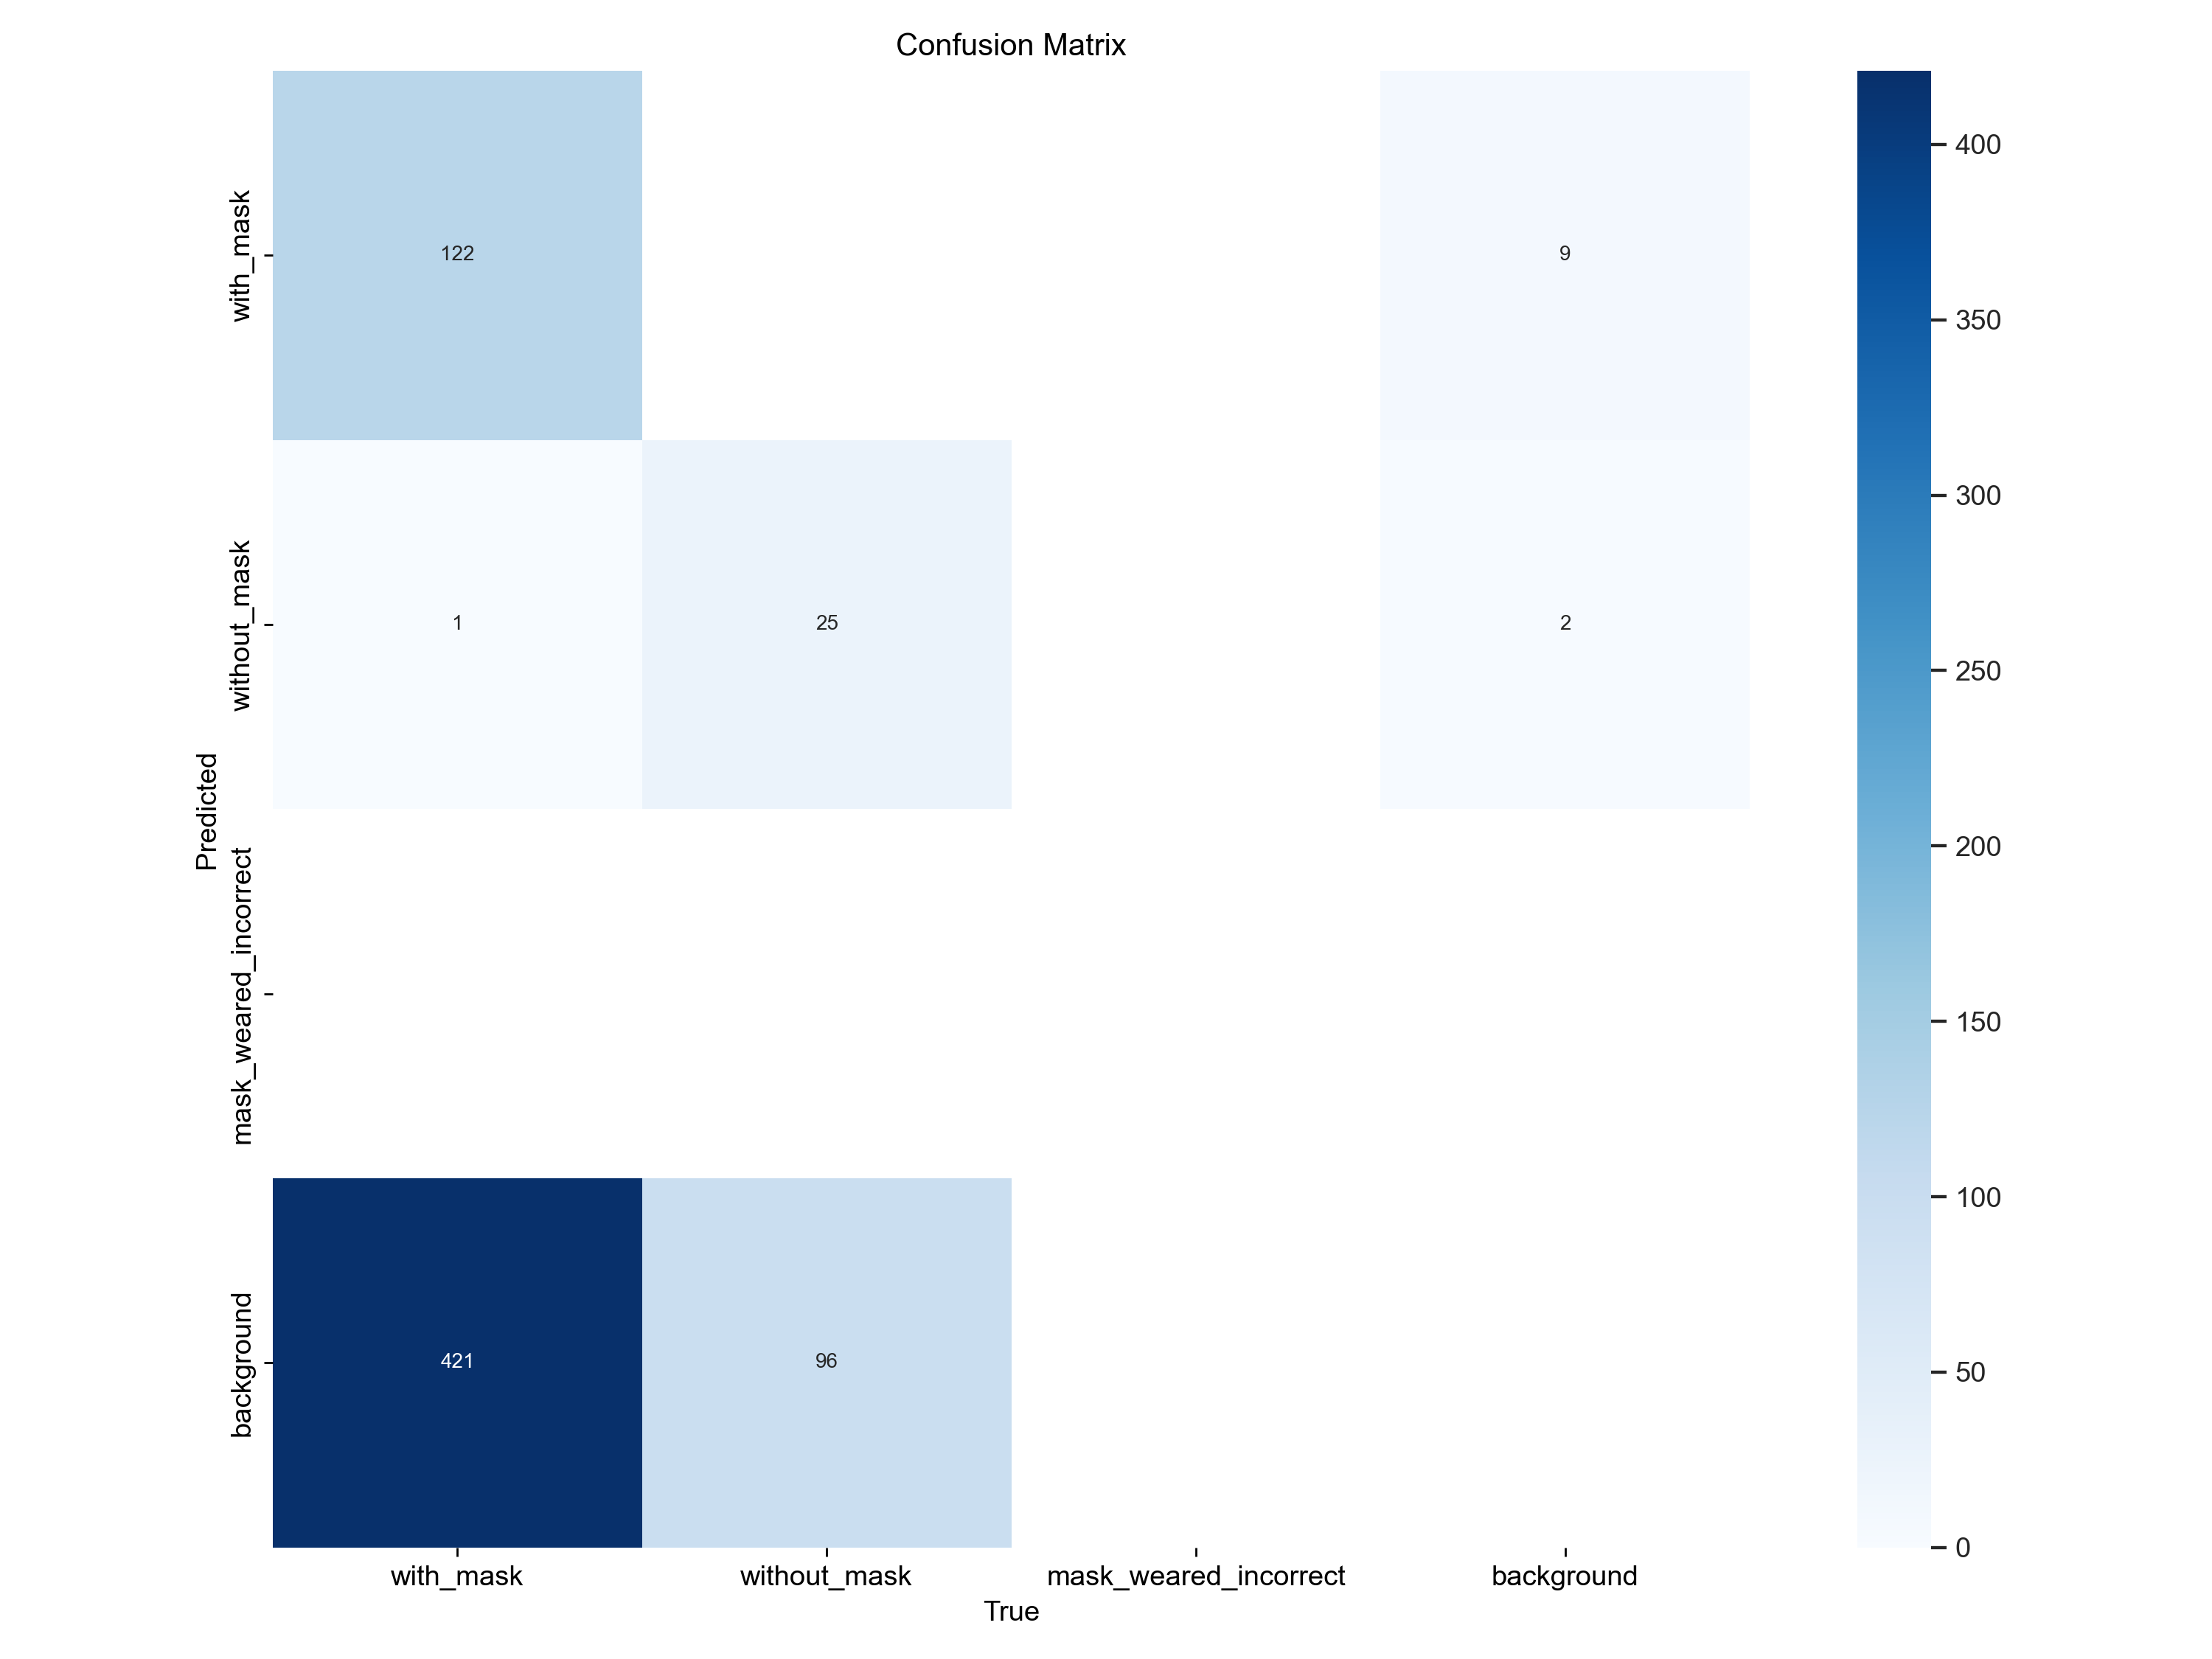 Confusion Matrix
with_mask
122
9
without_mask
1
25
2
Predicted
mask_weared_incorrect
background
421
96
with_mask
without_mask
mask_weared_incorrect
background
True
400
350
300
250
200
150
100
50
0